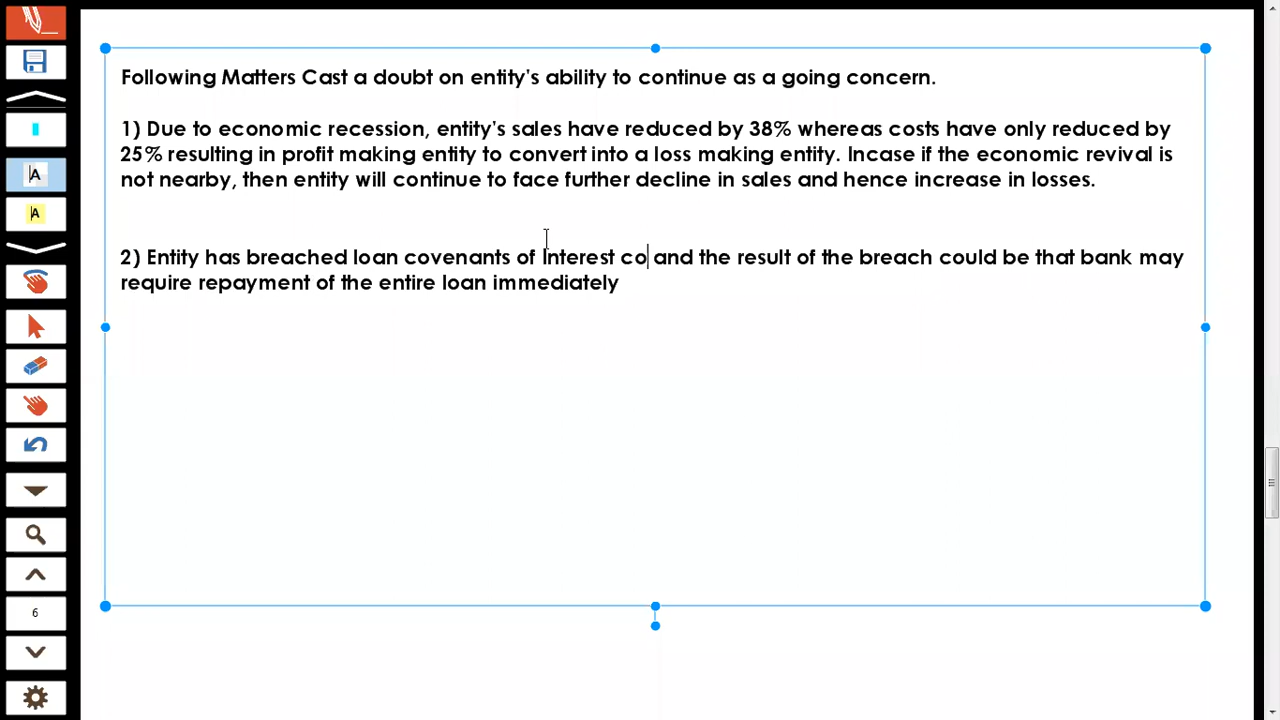 Following Matters Cast a doubt on entity's ability to continue as a going concern.
1) Due to economic recession, entity's sales have reduced by 38% whereas costs have only reduced by
25% resulting in profit making entity to convert into a loss making entity. Incase if the economic revival is
not nearby, then entity will continue to face further decline in sales and hence increase in losses.
2) Entity has breached loan covenants of Interest co and the result of the breach could be that bank may
require repayment of the entire loan immediately
A
A
6